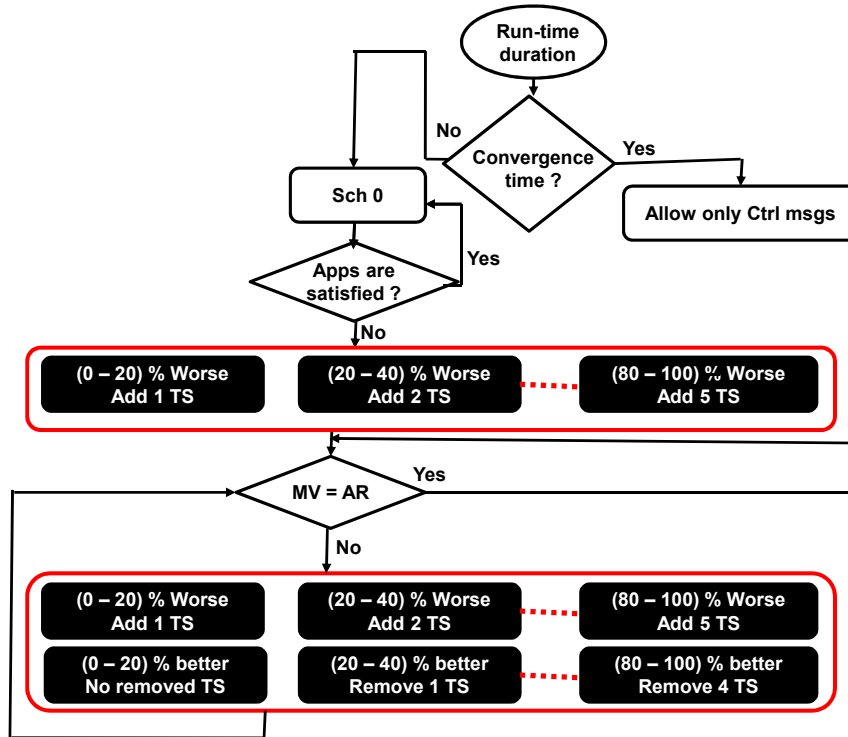 Run-time
duration
No
Convergence
time ?
Yes
Sch 0
Allow only Ctrl msgs
Apps are
satisfied ?
Yes
No
(0 – 20) % Worse
Add 1 TS
(20 – 40) % Worse
Add 2 TS
(80 – 100) % Worse
Add 5 TS
MV = AR
Yes
No
(0 – 20) % Worse
Add 1 TS
(20 – 40) % Worse
Add 2 TS
(80 – 100) % Worse
Add 5 TS
(0 – 20) % better
No removed TS
(20 – 40) % better
Remove 1 TS
(80 – 100) % better
Remove 4 TS